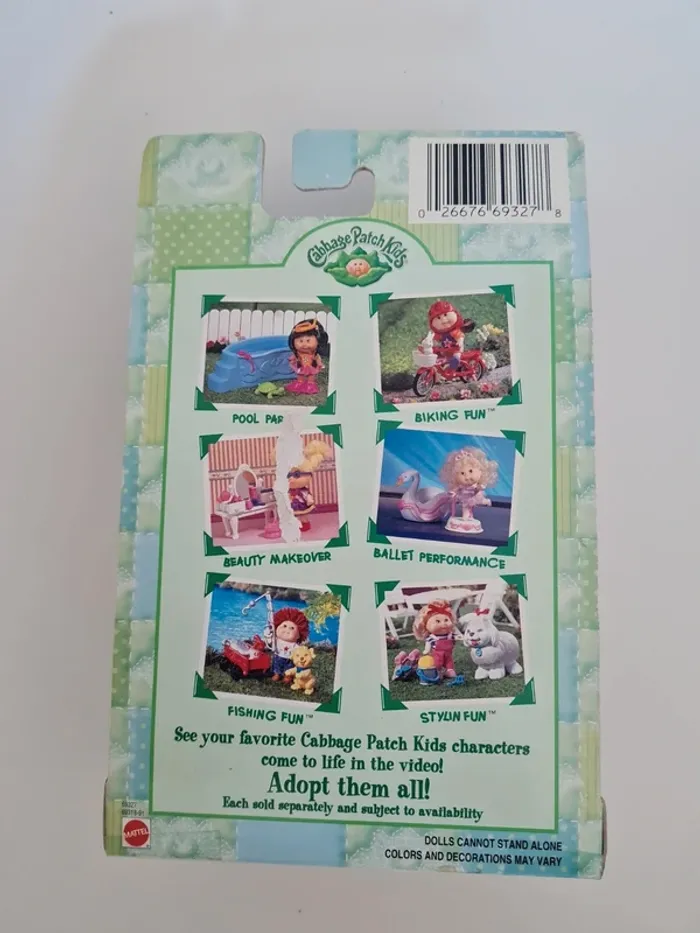 0 26676 69327 8
Cabbage Patch Kids
POOL PAR
BIKING FUN™
BEAUTY MAKEOVER
BALLET PERFORMANCE
FISHING FUN™
STYLIN FUN™
See your favorite Cabbage Patch Kids characters
come to life in the video!
Adopt them all!
Each sold separately and subject to availability
69327
MATTEL
DOLLS CANNOT STAND ALONE
COLORS AND DECORATIONS MAY VARY